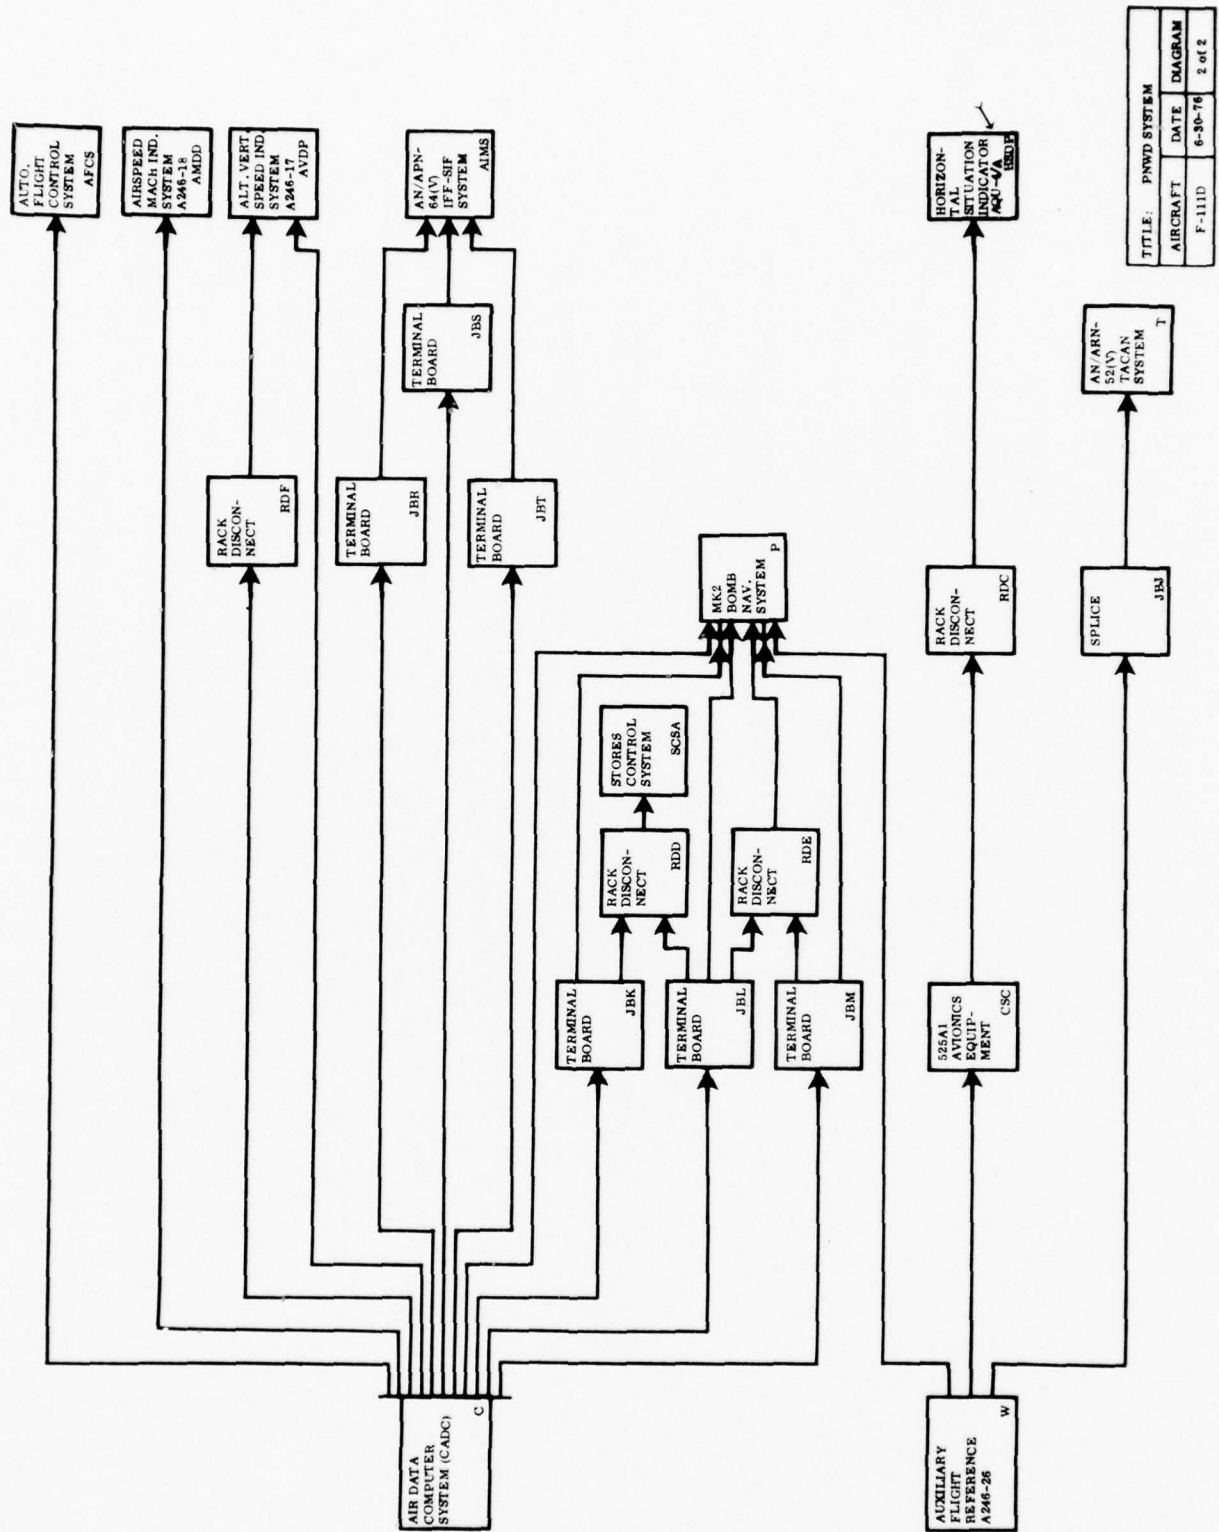 AUTO.
FLIGHT
CONTROL
SYSTEM
AFCS
AIRSPEED
MACH IND.
SYSTEM
A246-18
AMDD
ALT. VERT.
SPEED IND.
SYSTEM
A246-17
AVDP
RACK
DISCON-
NECT
RDF
AN/APN-
64(V)
IFF-SIF
SYSTEM
AIMS
TERMINAL
BOARD
JBR
TERMINAL
BOARD
JBS
TERMINAL
BOARD
JBT
AIR DATA
COMPUTER
SYSTEM (CADC)
C
MK2
BOMB
NAV.
SYSTEM
P
STORES
CONTROL
SYSTEM
SCSA
RACK
DISCON-
NECT
RDD
RACK
DISCON-
NECT
RDE
TERMINAL
BOARD
JBK
TERMINAL
BOARD
JBL
TERMINAL
BOARD
JBM
HORIZON-
TAL
SITUATION
INDICATOR
AQU-4/A
HSDP
RACK
DISCON-
NECT
RDC
525A1
AVIONICS
EQUIP-
MENT
CSC
AUXILIARY
FLIGHT
REFERENCE
A246-26
W
AN/ARN-
52(V)
TACAN
SYSTEM
T
SPLICE
JBJ
TITLE: PNWD SYSTEM
AIRCRAFT DATE DIAGRAM
F-111D 6-30-76 2 of 2